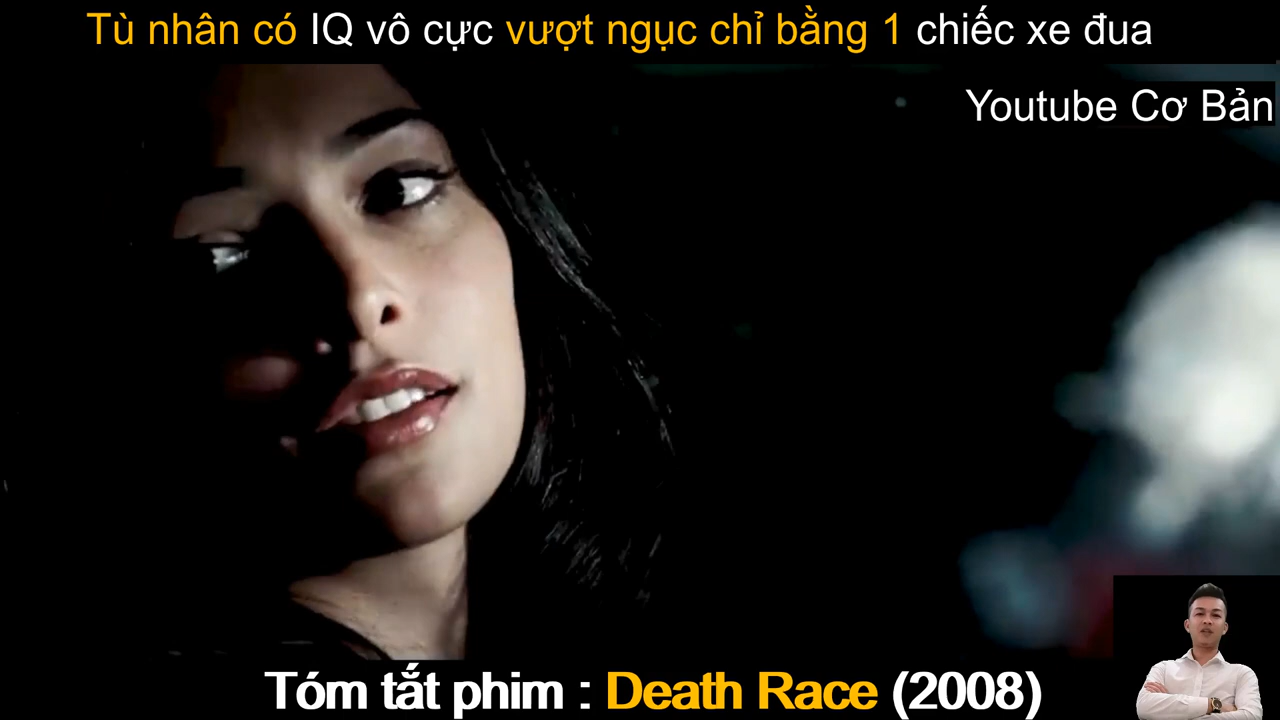 Tù nhân có IQ vô cực vượt ngục chỉ bằng 1 chiếc xe đua
Youtube Cơ Bản
Tóm tắt phim : Death Race (2008)